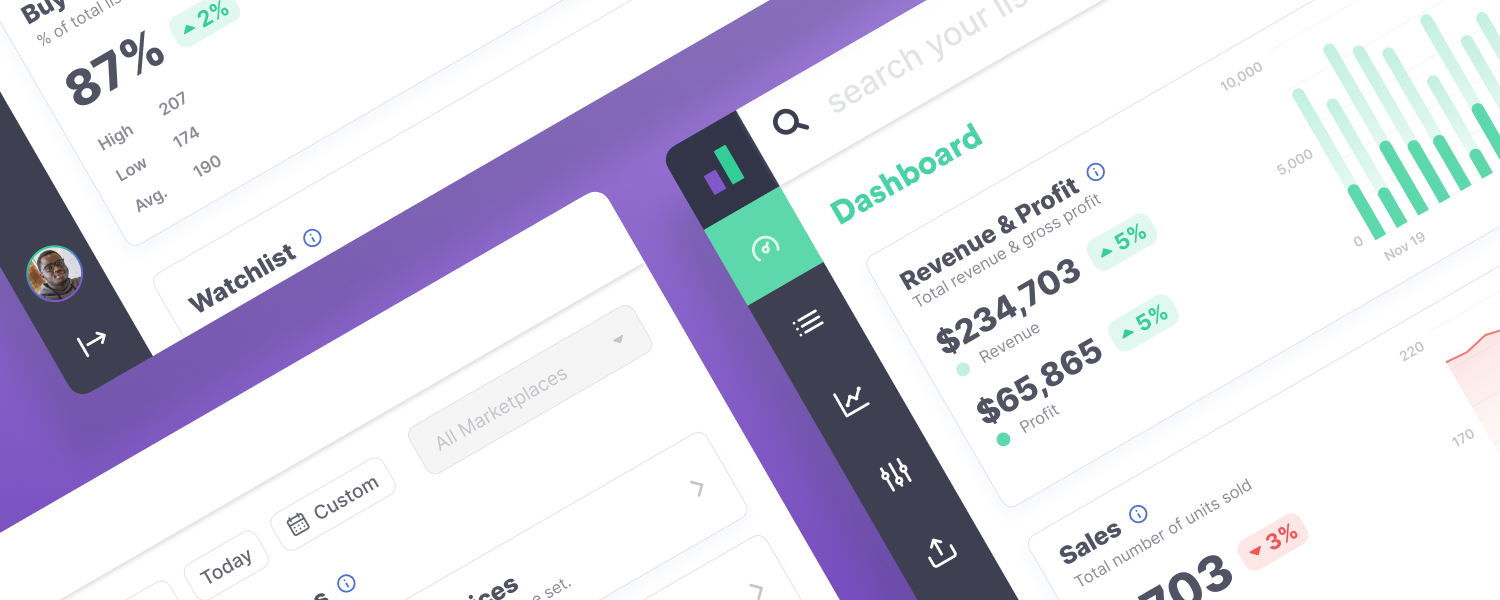 Buy
% of total lis
87%
2%
High 207
Low 174
Avg. 190
Watchlist
All Marketplaces
Custom
Today
s
ices
e set.
search your lis
Dashboard
Revenue & Profit
Total revenue & gross profit
$234,703
5%
Revenue
$65,865
5%
Profit
10,000
5,000
0
Nov 19
Sales
Total number of units sold
703
3%
220
170